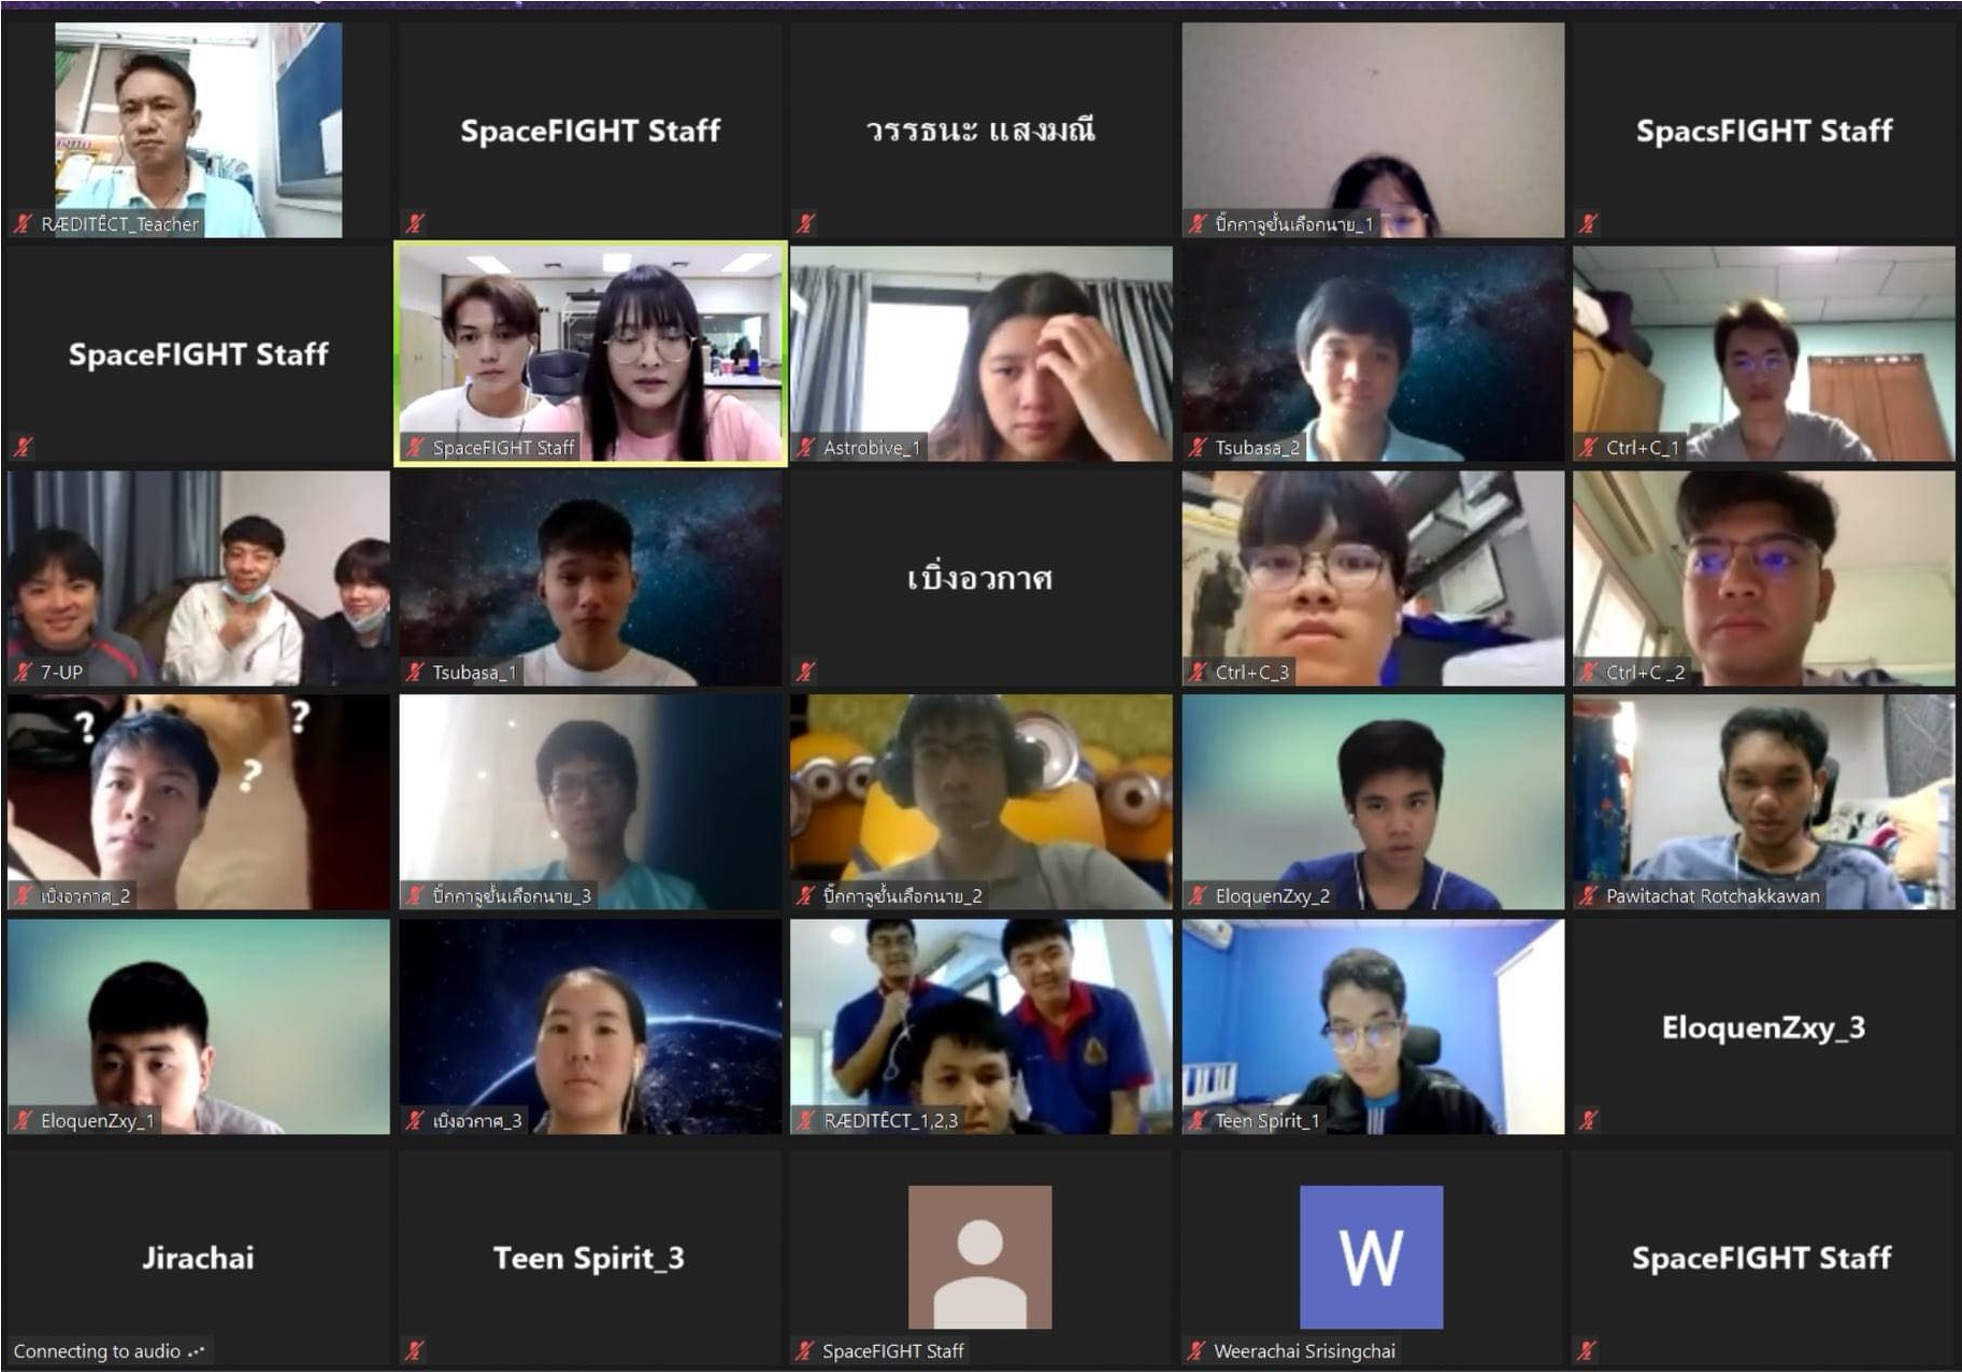 RÆDITÊCT_Teacher
SpaceFIGHT Staff
วรรธนะ แสงมณี
ปิ๊กกาจูชั้นเลือกนาย_1
SpacsFIGHT Staff
SpaceFIGHT Staff
SpaceFIGHT Staff
Astrobive_1
Tsubasa_2
Ctrl+C_1
7-UP
Tsubasa_1
เบิ่งอวกาศ
Ctrl+C_3
Ctrl+C _2
? ? ?
เบิ่งอวกาศ_2
ปิ๊กกาจูชั้นเลือกนาย_3
ปิ๊กกาจูชั้นเลือกนาย_2
EloquenZxy_2
Pawitachat Rotchakkawan
EloquenZxy_1
เบิ่งอวกาศ_3
RÆDITÊCT_1,2,3
Teen Spirit_1
EloquenZxy_3
Jirachai
Connecting to audio
Teen Spirit_3
SpaceFIGHT Staff
W
Weerachai Srisingchai
SpaceFIGHT Staff